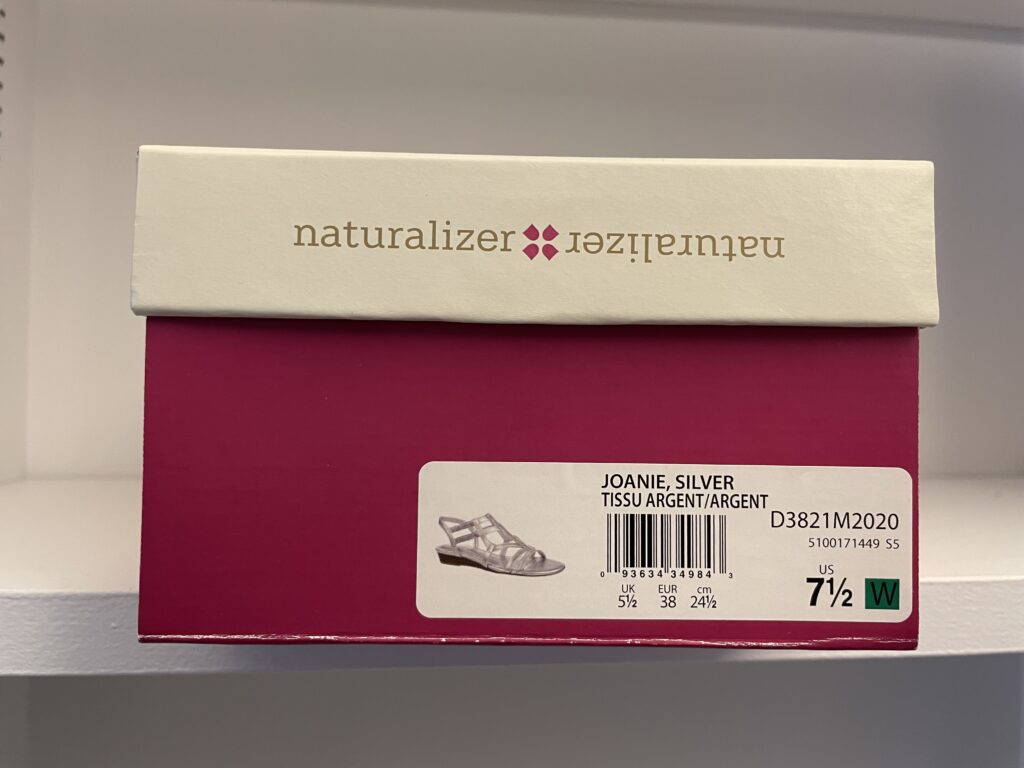 naturalizer naturalizer
JOANIE, SILVER
TISSU ARGENT/ARGENT
D3821M2020
5100171449 S5
0 93634 34984 3
UK EUR cm
5½ 38 24½
US
7½ W